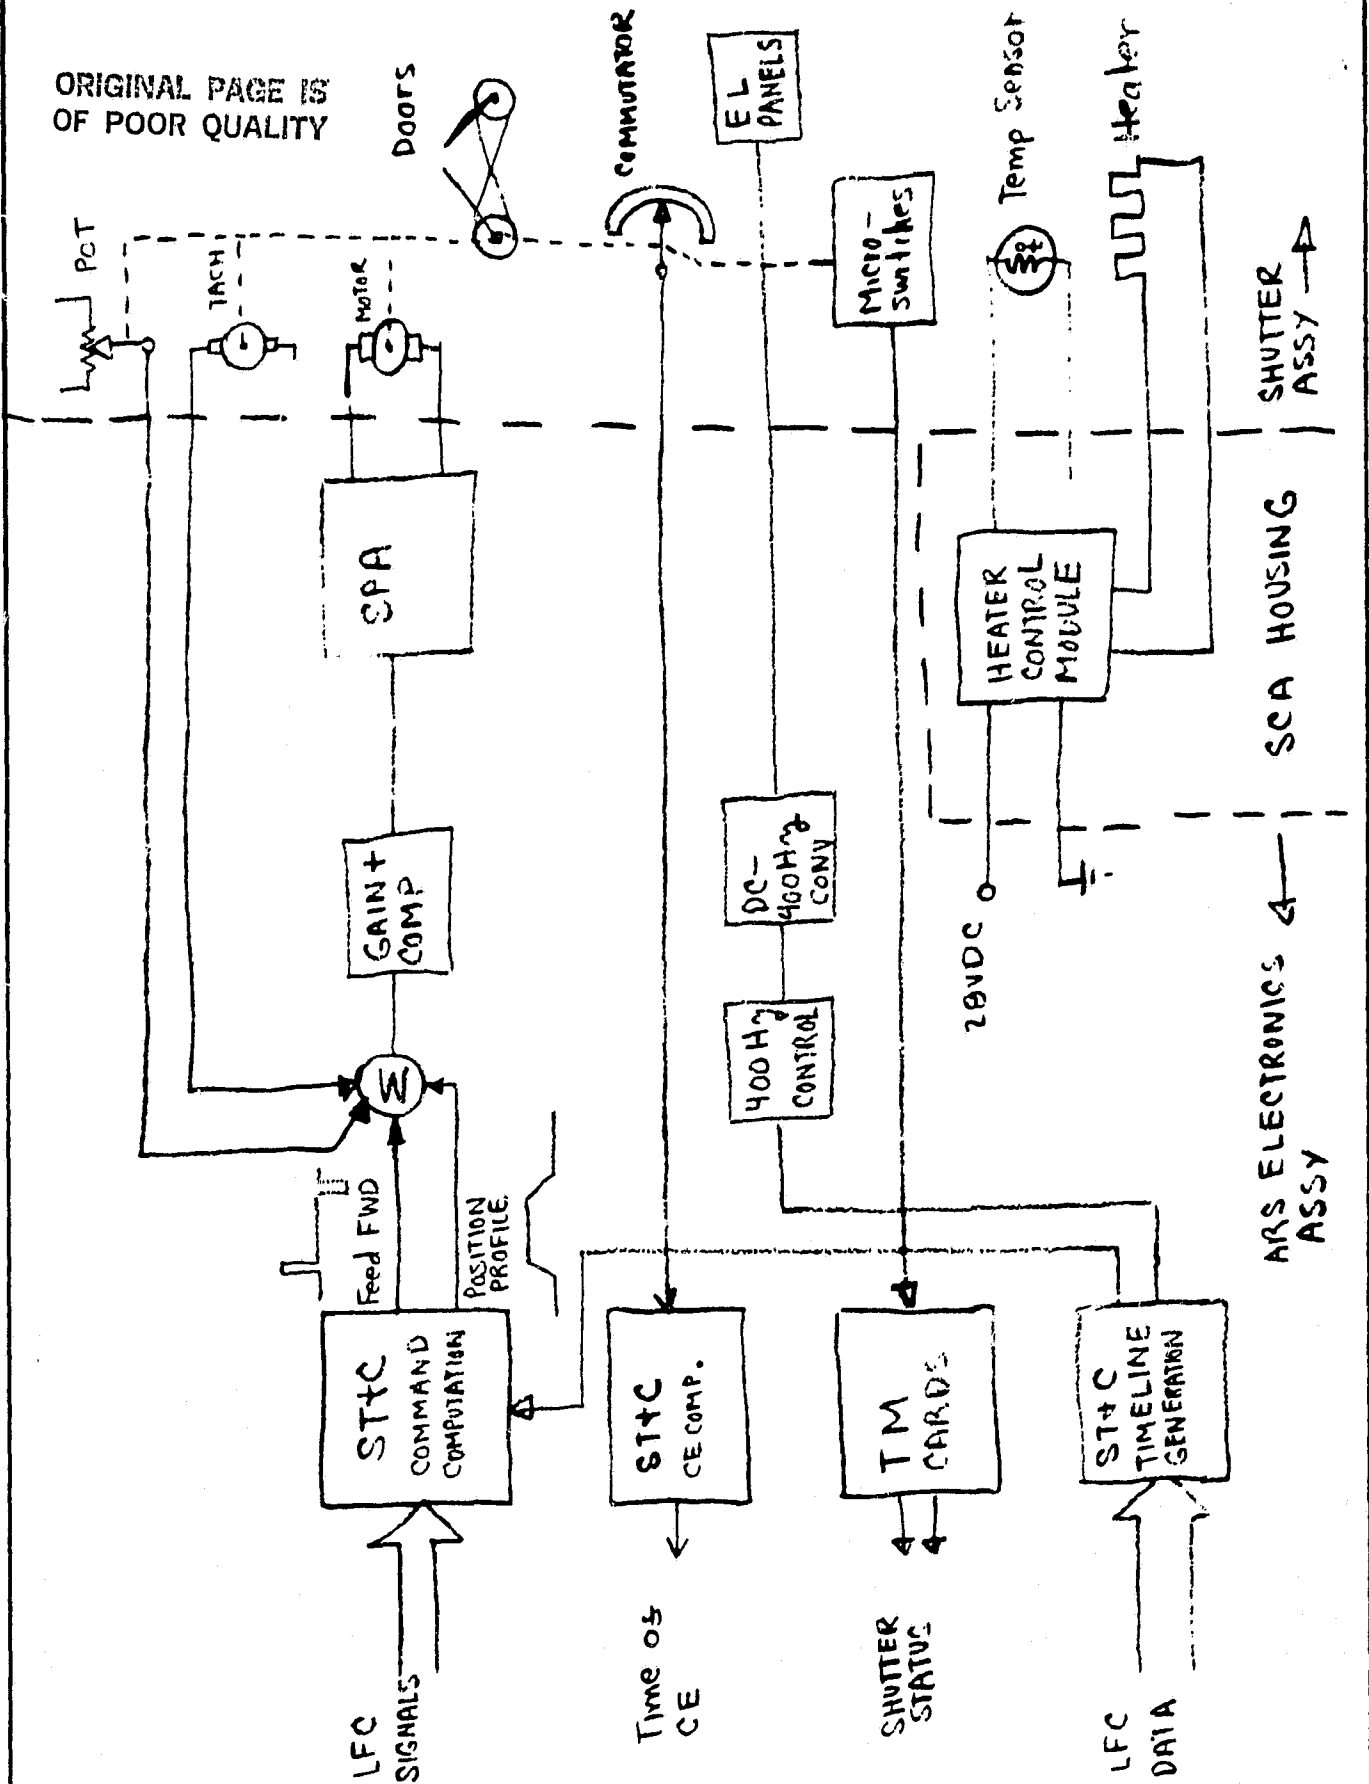 ORIGINAL PAGE IS
OF POOR QUALITY
LFC
SIGNALS
ST+C
COMMAND
COMPUTATION
Feed FWD
POSITION
PROFILE
Σ
GAIN +
COMP
SPA
POT
TACH
MOTOR
Doors
Time of
CE
ST+C
CE COMP.
COMMUTATOR
400Hz
CONTROL
DC-
400Hz
CONV
EL
PANELS
SHUTTER
STATUS
TM
CARDS
Micro-
switches
LFC
DATA
ST+C
TIMELINE
GENERATION
28VDC
HEATER
CONTROL
MODULE
Temp Sensor
Heater
ARS ELECTRONICS
ASSY
SCA HOUSING
SHUTTER
ASSY